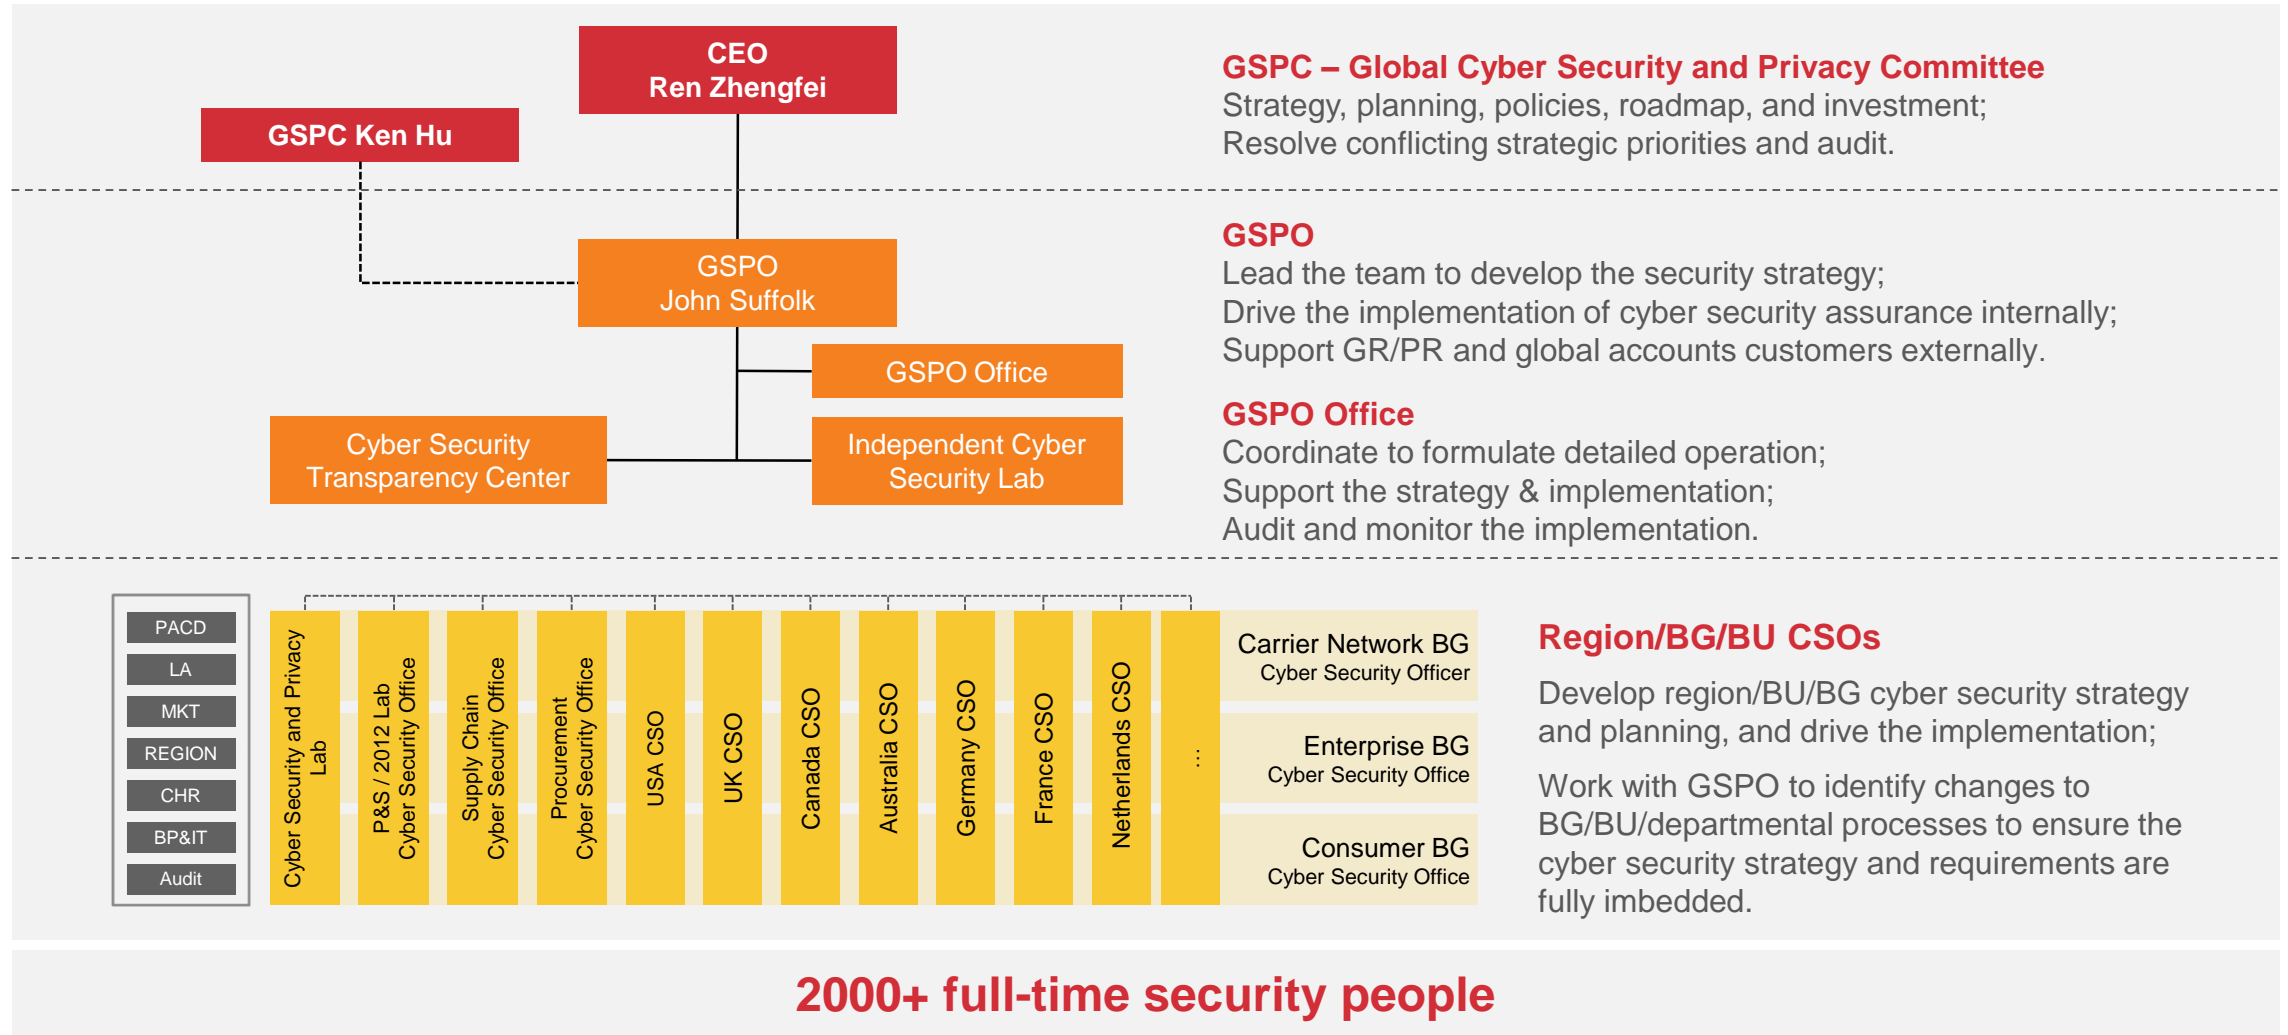 CEO
Ren Zhengfei
GSPC Ken Hu
GSPC – Global Cyber Security and Privacy Committee
Strategy, planning, policies, roadmap, and investment;
Resolve conflicting strategic priorities and audit.
GSPO
John Suffolk
GSPO Office
Cyber Security
Transparency Center
Independent Cyber
Security Lab
GSPO
Lead the team to develop the security strategy;
Drive the implementation of cyber security assurance internally;
Support GR/PR and global accounts customers externally.
GSPO Office
Coordinate to formulate detailed operation;
Support the strategy & implementation;
Audit and monitor the implementation.
PACD
LA
MKT
REGION
CHR
BP&IT
Audit
Cyber Security and Privacy
Lab
P&S / 2012 Lab
Cyber Security Office
Supply Chain
Cyber Security Office
Procurement
Cyber Security Office
USA CSO
UK CSO
Canada CSO
Australia CSO
Germany CSO
France CSO
Netherlands CSO
…
Carrier Network BG
Cyber Security Officer
Enterprise BG
Cyber Security Office
Consumer BG
Cyber Security Office
Region/BG/BU CSOs
Develop region/BU/BG cyber security strategy
and planning, and drive the implementation;
Work with GSPO to identify changes to
BG/BU/departmental processes to ensure the
cyber security strategy and requirements are
fully imbedded.
2000+ full-time security people